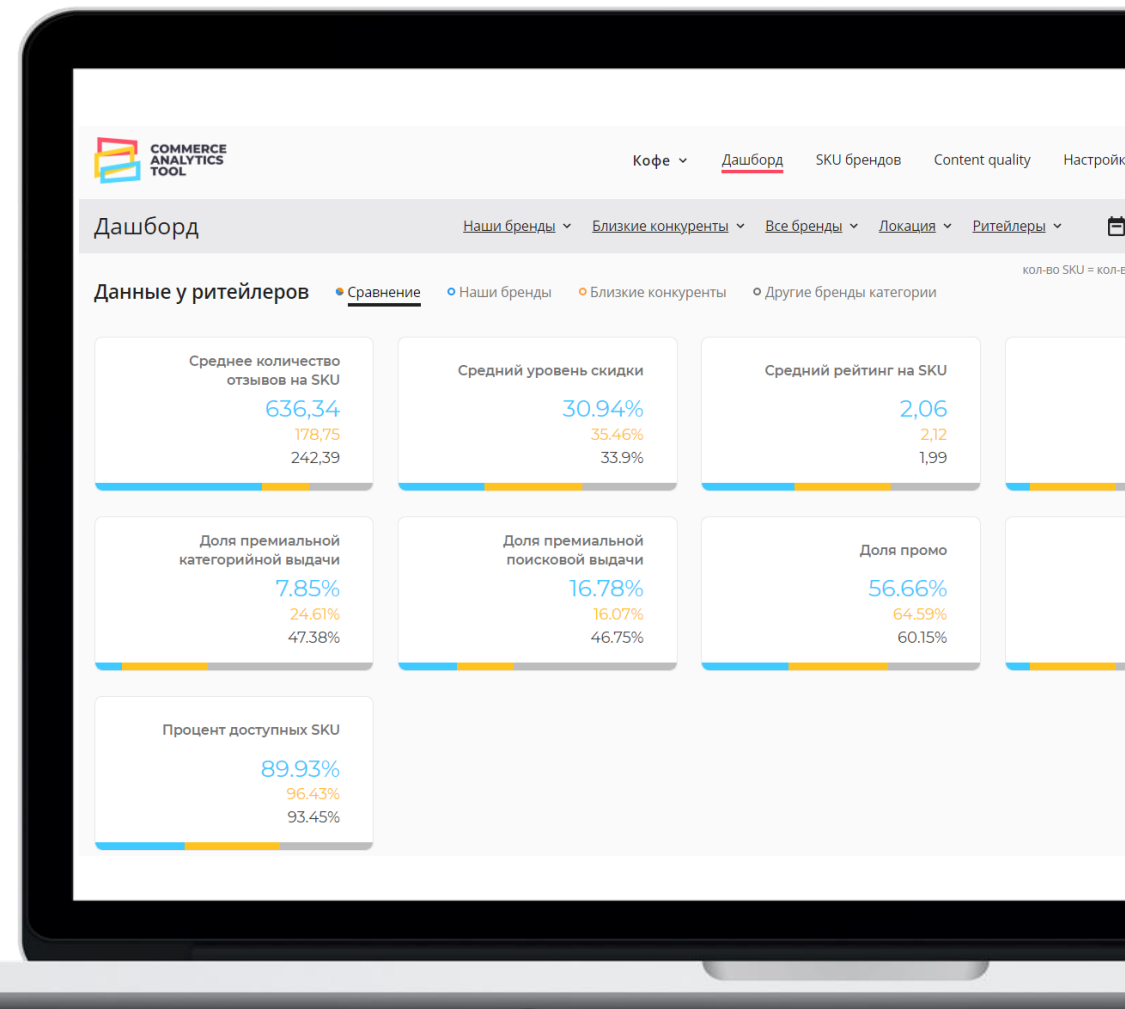 COMMERCE
ANALYTICS
TOOL
Кофе Дашборд SKU брендов Content quality Настройк
Дашборд Наши бренды Близкие конкуренты Все бренды Локация Ритейлеры
кол-во SKU = кол-в
Данные у ритейлеров Сравнение Наши бренды Близкие конкуренты Другие бренды категории
Среднее количество
отзывов на SKU
636,34
178,75
242,39
Средний уровень скидки
30.94%
35.46%
33.9%
Средний рейтинг на SKU
2,06
2,12
1,99
Доля премиальной
категорийной выдачи
7.85%
24.61%
47.38%
Доля премиальной
поисковой выдачи
16.78%
16.07%
46.75%
Доля промо
56.66%
64.59%
60.15%
Процент доступных SKU
89.93%
96.43%
93.45%